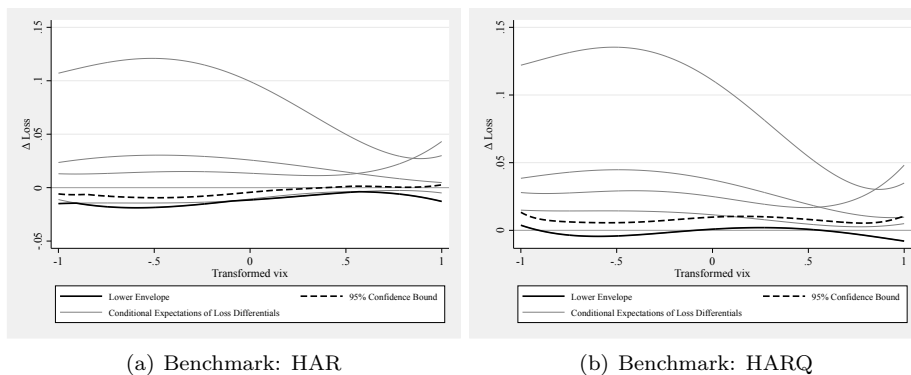 .15
.1
.05
0
-.05
Δ Loss
-1
-.5
0
.5
1
Transformed vix
Lower Envelope
95% Confidence Bound
Conditional Expectations of Loss Differentials
(a) Benchmark: HAR
.15
.1
.05
0
Δ Loss
-1
-.5
0
.5
1
Transformed vix
Lower Envelope
95% Confidence Bound
Conditional Expectations of Loss Differentials
(b) Benchmark: HARQ